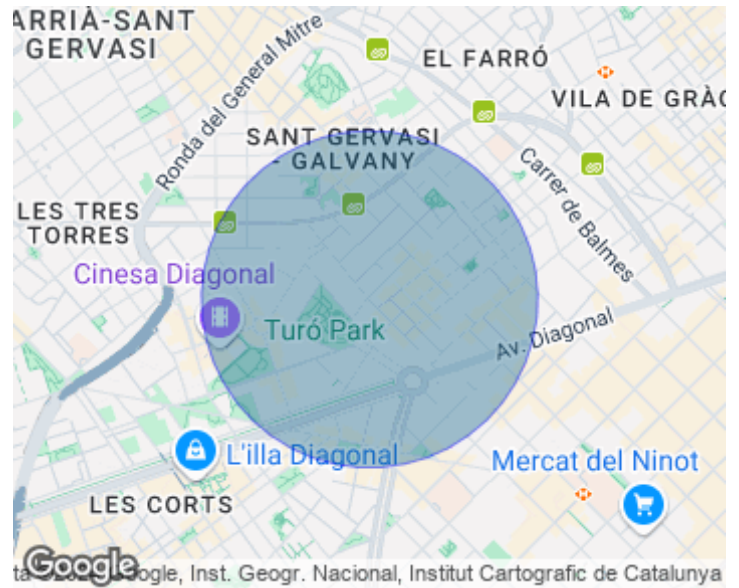 ARRIÀ-SANT
GERVASI
EL FARRÓ
Ronda del General Mitre
VILA DE GRÀC
SANT GERVASI
- GALVANY
Carrer de Balmes
LES TRES
TORRES
Cinesa Diagonal
Turó Park
Av. Diagonal
L'illa Diagonal
Mercat del Ninot
LES CORTS
Google
Google, Inst. Geogr. Nacional, Institut Cartografic de Catalunya